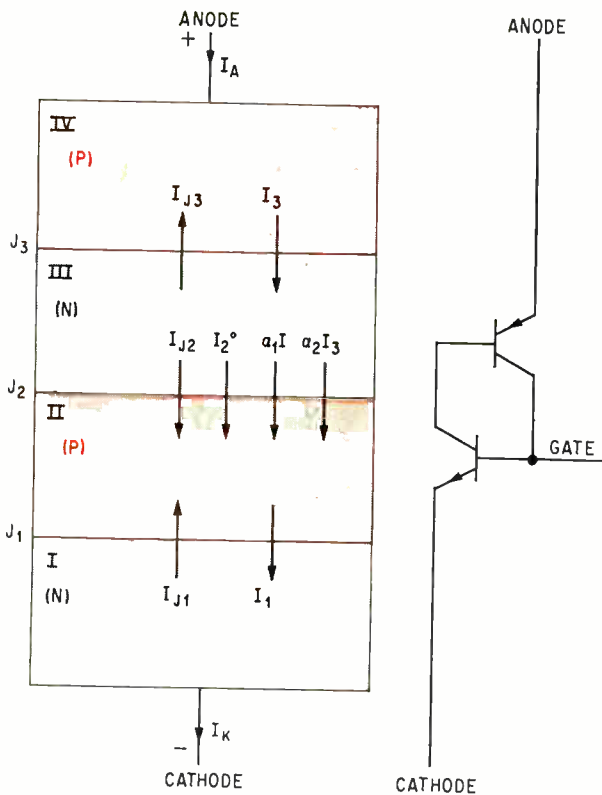 ANODE
+
I_A
IV
(P)
I_J3 I_3
J_3
III
(N)
I_J2 I_2° α_1I α_2I_3
J_2
II
(P)
J_1
I
(N)
I_J1 I_1
I_K
−
CATHODE
ANODE
GATE
CATHODE